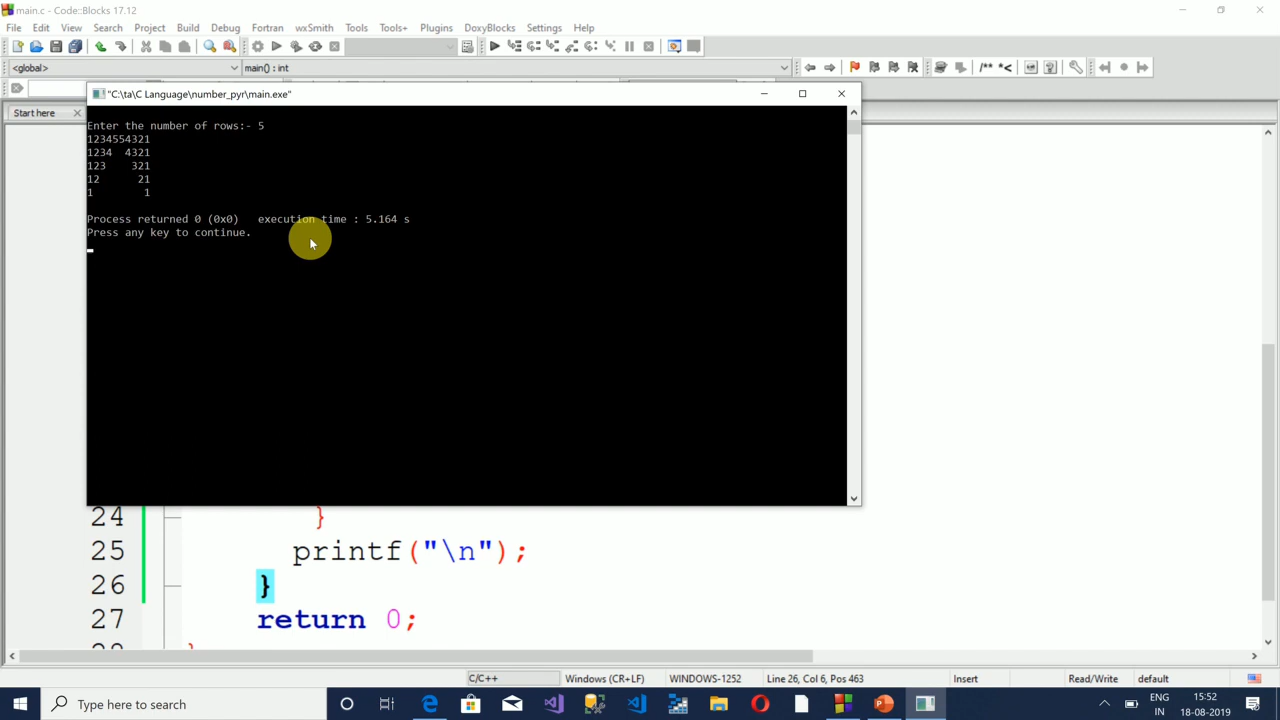 main.c - Code::Blocks 17.12
File Edit View Search Project Build Debug Fortran wxSmith Tools Tools+ Plugins DoxyBlocks Settings Help
<global> main() : int /** *<
"C:\ta\C Language\number_pyr\main.exe"
Start here
Enter the number of rows:- 5
1234554321
1234  4321
123    321
12      21
1        1
Process returned 0 (0x0)   execution time : 5.164 s
Press any key to continue.
24 }
25 printf("\n");
26 }
27 return 0;
C/C++ Windows (CR+LF) WINDOWS-1252 Line 26, Col 6, Pos 463 Insert Read/Write default
Type here to search
ENG 15:52
IN 18-08-2019